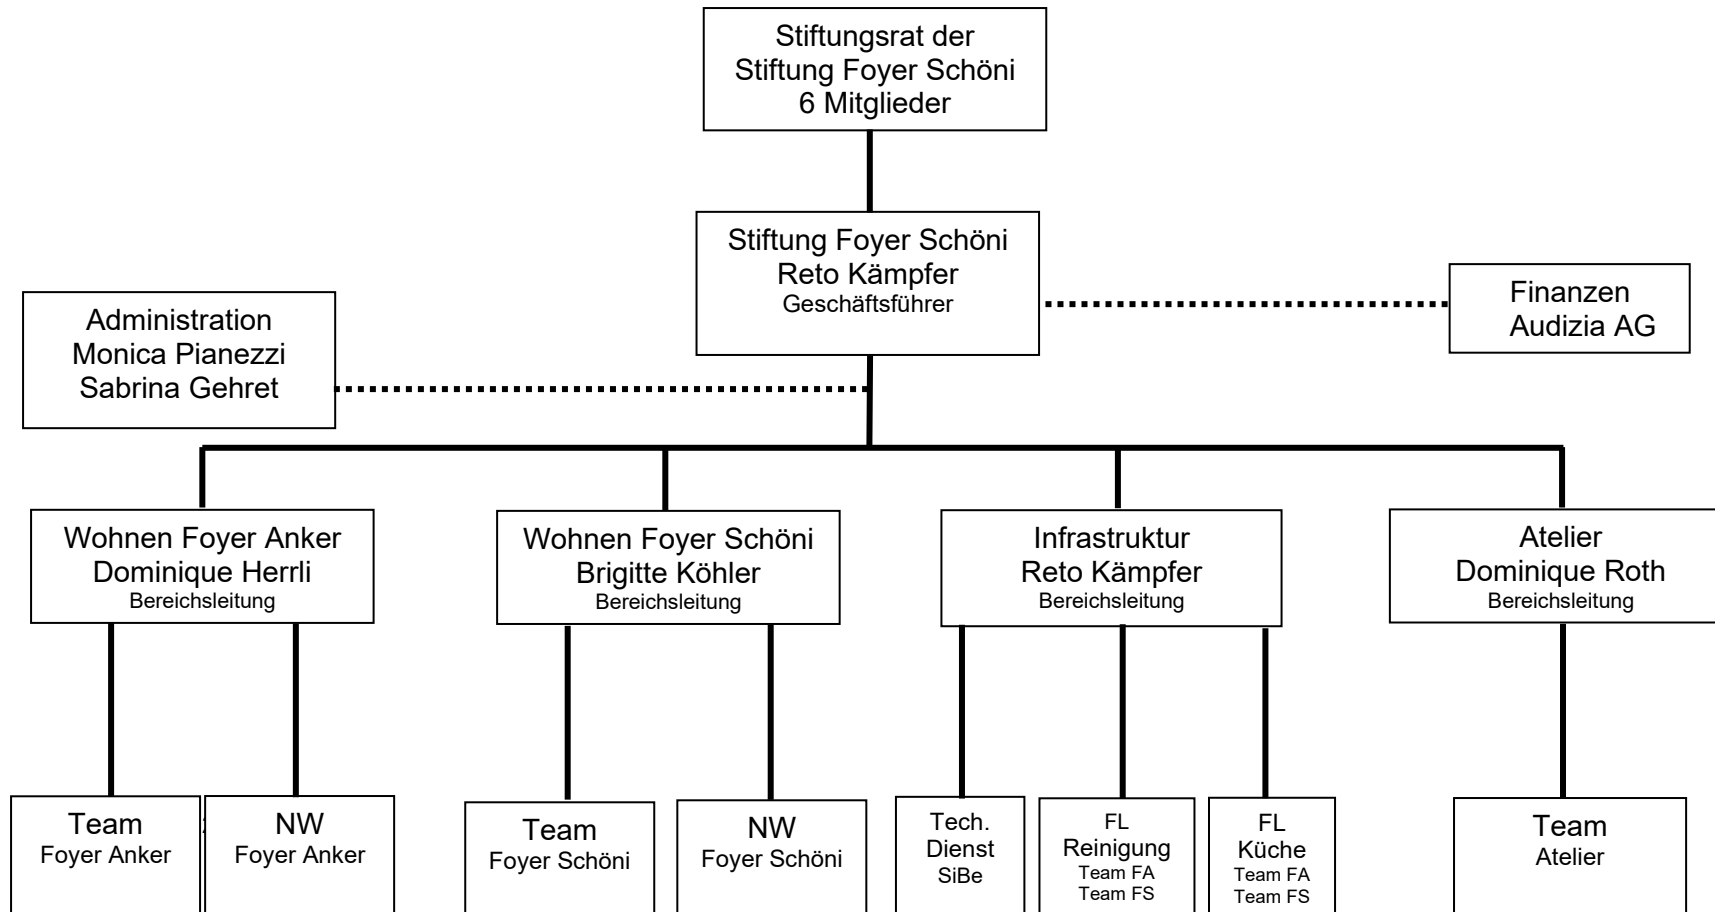 Stiftungsrat der
Stiftung Foyer Schöni
6 Mitglieder
Stiftung Foyer Schöni
Reto Kämpfer
Geschäftsführer
Finanzen
Audizia AG
Administration
Monica Pianezzi
Sabrina Gehret
Wohnen Foyer Anker
Dominique Herrli
Bereichsleitung
Wohnen Foyer Schöni
Brigitte Köhler
Bereichsleitung
Infrastruktur
Reto Kämpfer
Bereichsleitung
Atelier
Dominique Roth
Bereichsleitung
Team
Foyer Anker
NW
Foyer Anker
Team
Foyer Schöni
NW
Foyer Schöni
Tech.
Dienst
SiBe
FL
Reinigung
Team FA
Team FS
FL
Küche
Team FA
Team FS
Team
Atelier